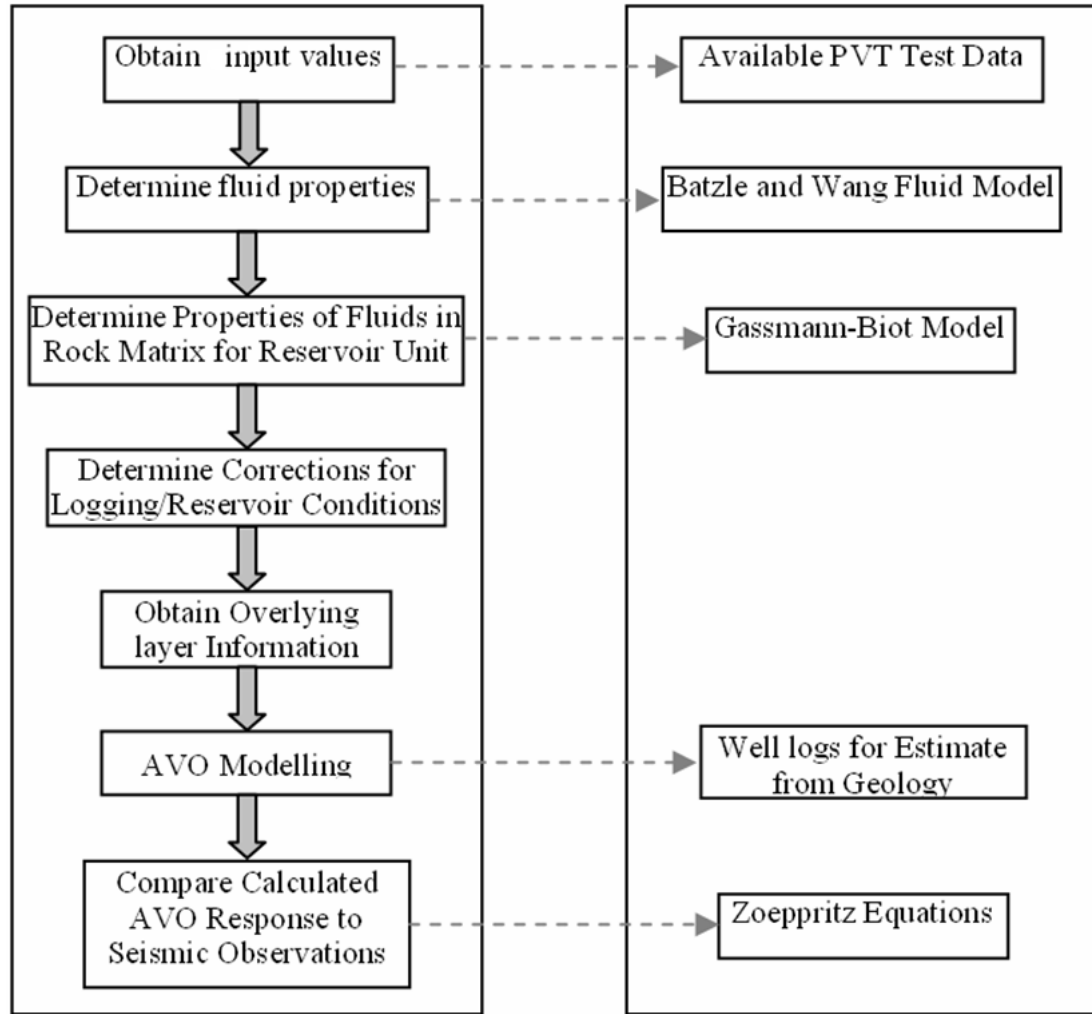 Obtain input values
Available PVT Test Data
Determine fluid properties
Batzle and Wang Fluid Model
Determine Properties of Fluids in
Rock Matrix for Reservoir Unit
Gassmann-Biot Model
Determine Corrections for
Logging/Reservoir Conditions
Obtain Overlying
layer Information
AVO Modelling
Well logs for Estimate
from Geology
Compare Calculated
AVO Response to
Seismic Observations
Zoeppritz Equations